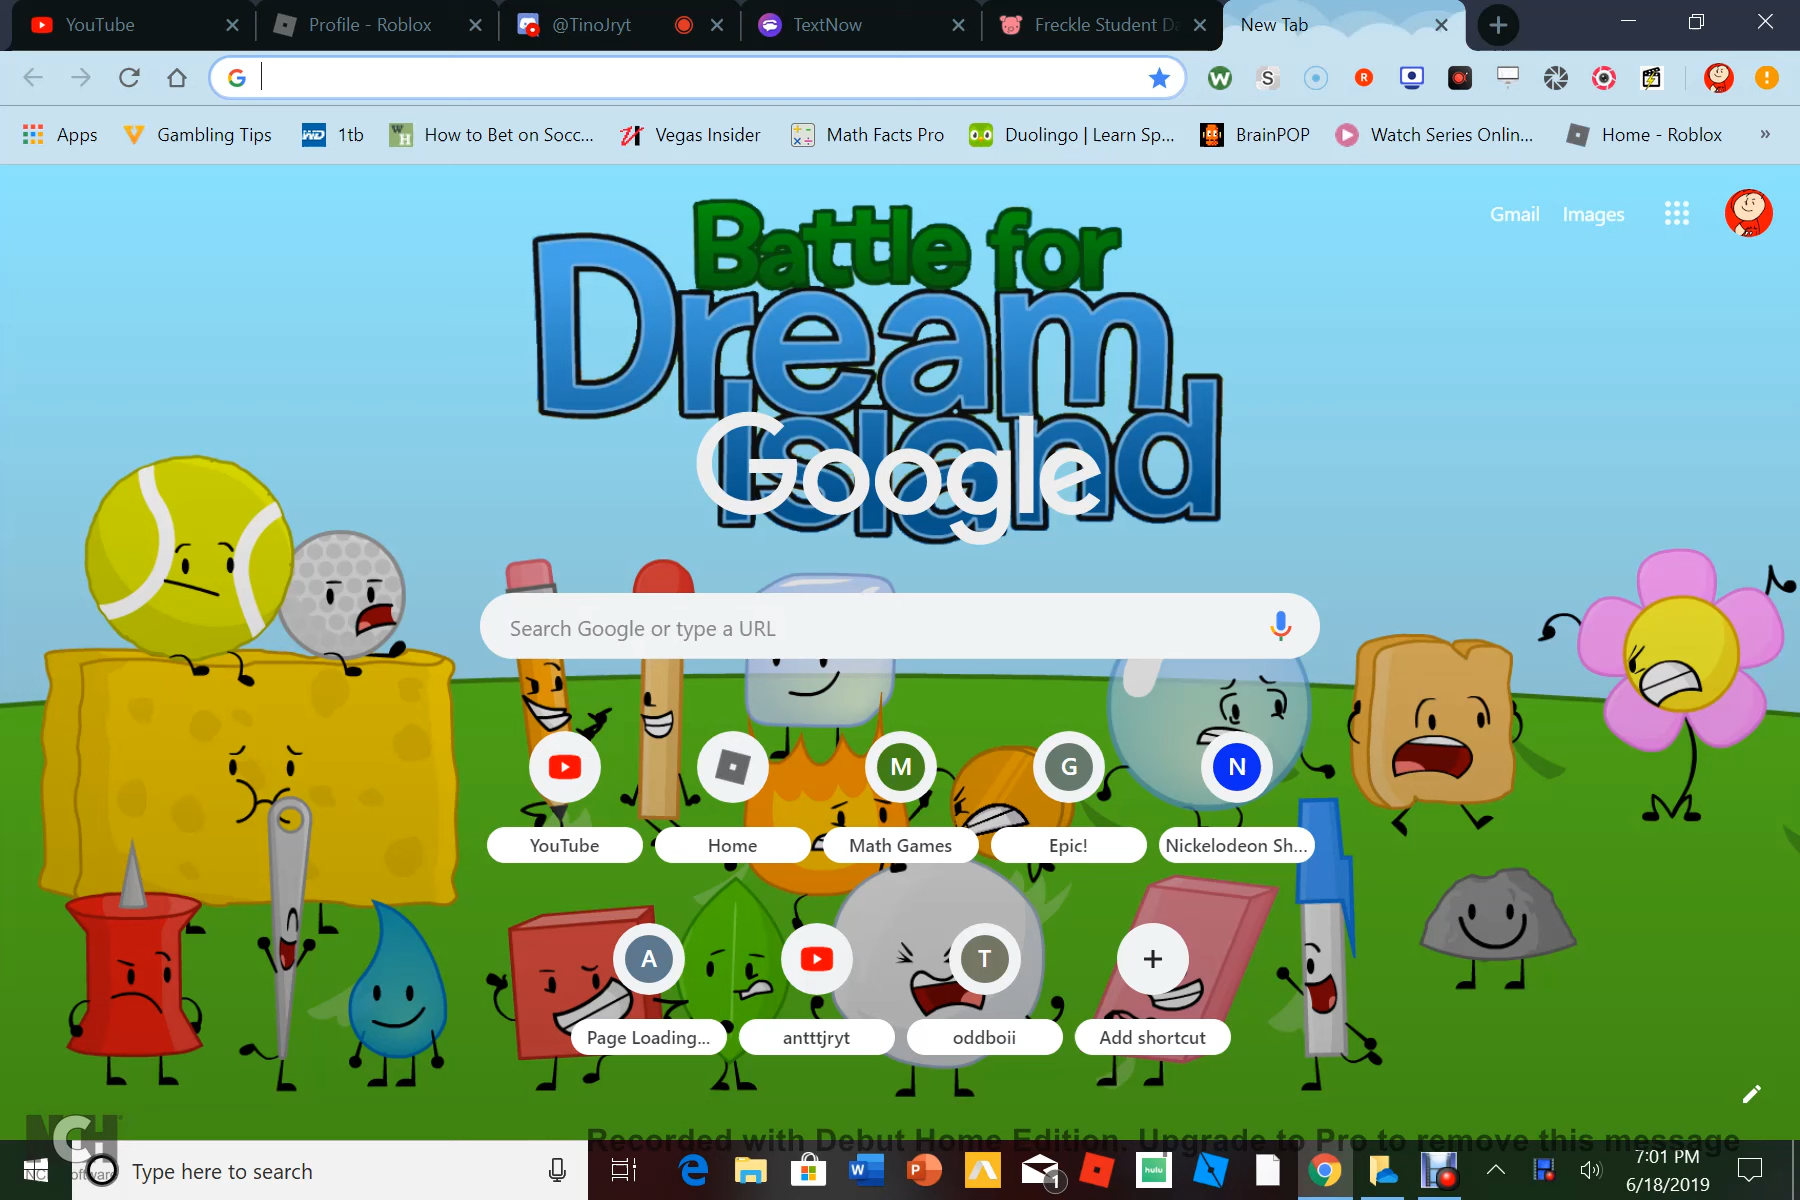 YouTube
Profile - Roblox
@TinoJryt
TextNow
Freckle Student Da
New Tab
Apps
Gambling Tips
1tb
How to Bet on Socc...
Vegas Insider
Math Facts Pro
Duolingo | Learn Sp...
BrainPOP
Watch Series Onlin...
Home - Roblox
»
Gmail
Images
Battle for
Dream
Island
Google
Search Google or type a URL
M
G
N
YouTube
Home
Math Games
Epic!
Nickelodeon Sh...
A
T
Page Loading...
antttjryt
oddboii
Add shortcut
NCH
Recorded with Debut Home Edition. Upgrade to Pro to remove this message
Type here to search
hulu
1
7:01 PM
6/18/2019